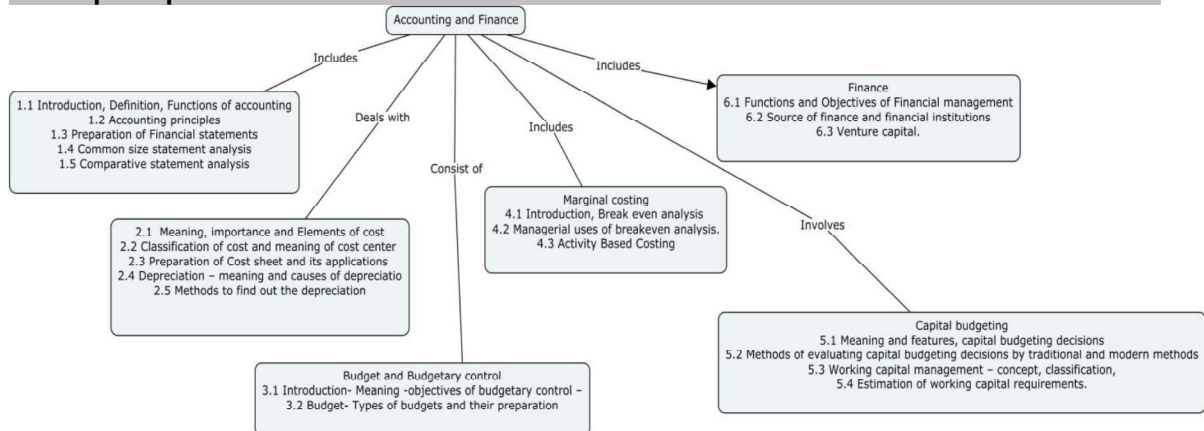 Accounting and Finance
Includes
1.1 Introduction, Definition, Functions of accounting
1.2 Accounting principles
1.3 Preparation of Financial statements
1.4 Common size statement analysis
1.5 Comparative statement analysis
Deals with
2.1 Meaning, importance and Elements of cost
2.2 Classification of cost and meaning of cost center
2.3 Preparation of Cost sheet and its applications
2.4 Depreciation – meaning and causes of depreciatio
2.5 Methods to find out the depreciation
Consist of
Budget and Budgetary control
3.1 Introduction- Meaning -objectives of budgetary control –
3.2 Budget- Types of budgets and their preparation
Includes
Marginal costing
4.1 Introduction, Break even analysis
4.2 Managerial uses of breakeven analysis.
4.3 Activity Based Costing
Involves
Capital budgeting
5.1 Meaning and features, capital budgeting decisions
5.2 Methods of evaluating capital budgeting decisions by traditional and modern methods
5.3 Working capital management – concept, classification,
5.4 Estimation of working capital requirements.
Includes
Finance
6.1 Functions and Objectives of Financial management
6.2 Source of finance and financial institutions
6.3 Venture capital.